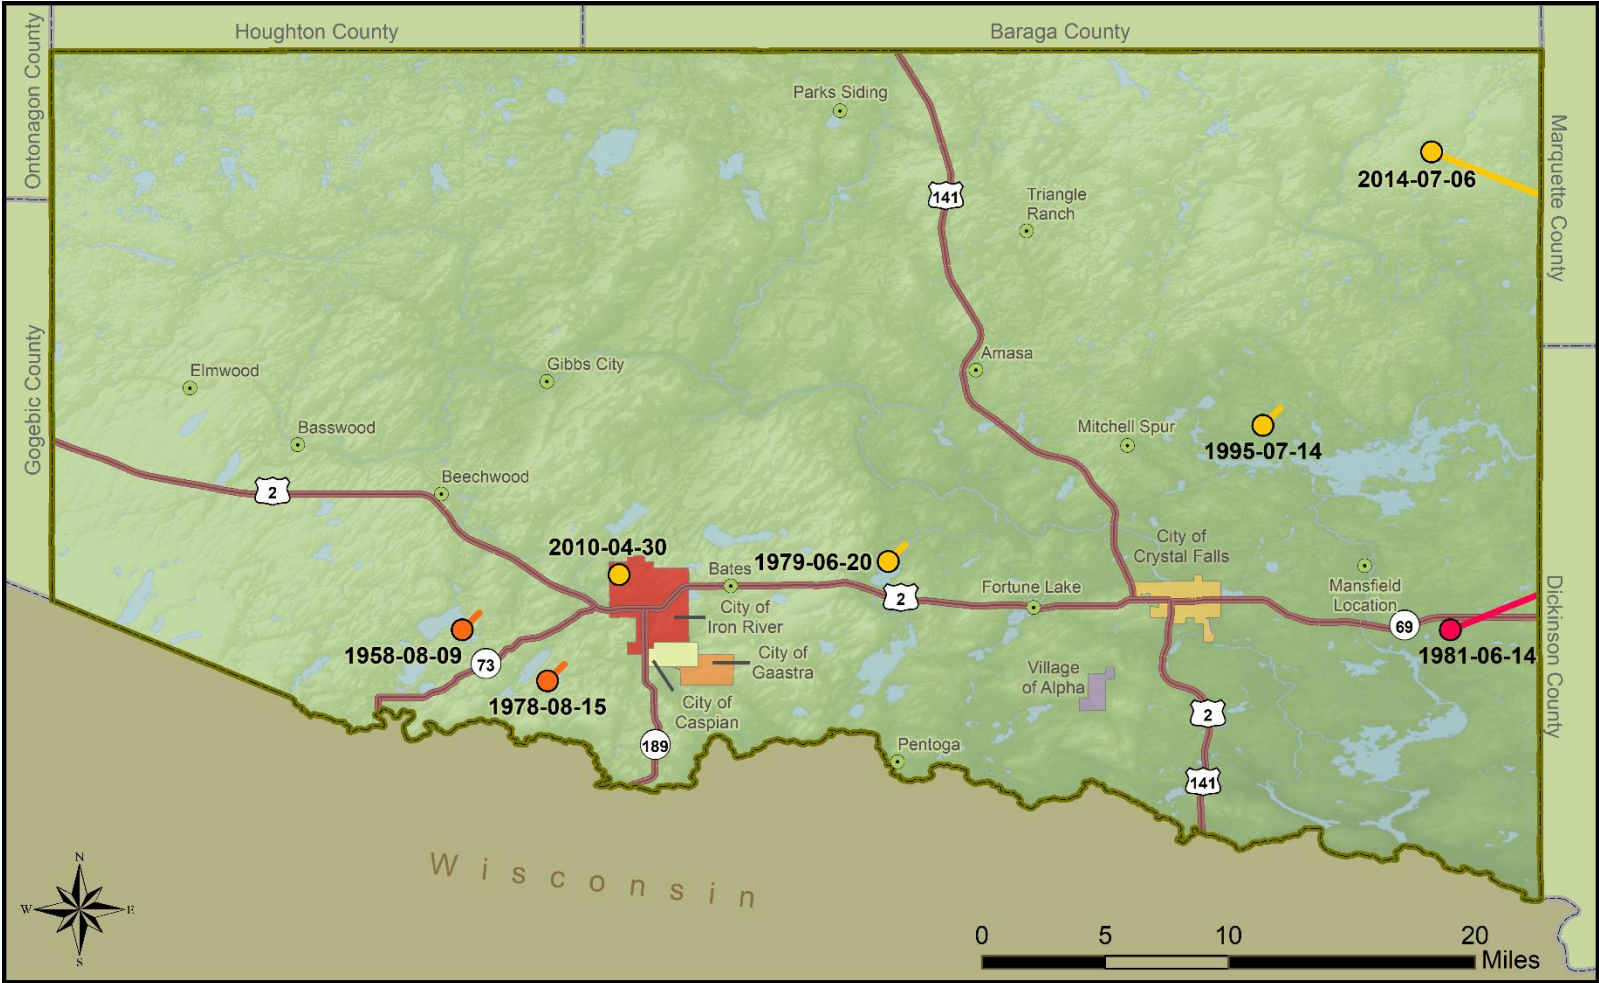 Houghton County
Baraga County
Ontonagon County
Marquette County
Parks Siding
2014-07-06
141
Triangle
Ranch
Gogebic County
Amasa
Gibbs City
Elmwood
Basswood
Mitchell Spur
1995-07-14
Beechwood
2
2010-04-30
1979-06-20
City of
Crystal Falls
Bates
Fortune Lake
2
Mansfield
Location
City of
Iron River
69
Dickinson County
1958-08-09
73
1981-06-14
City of
Gaastra
Village
of Alpha
1978-08-15
City of
Caspian
2
189
Pentoga
141
Wisconsin
N
W
E
S
0
5
10
20
Miles